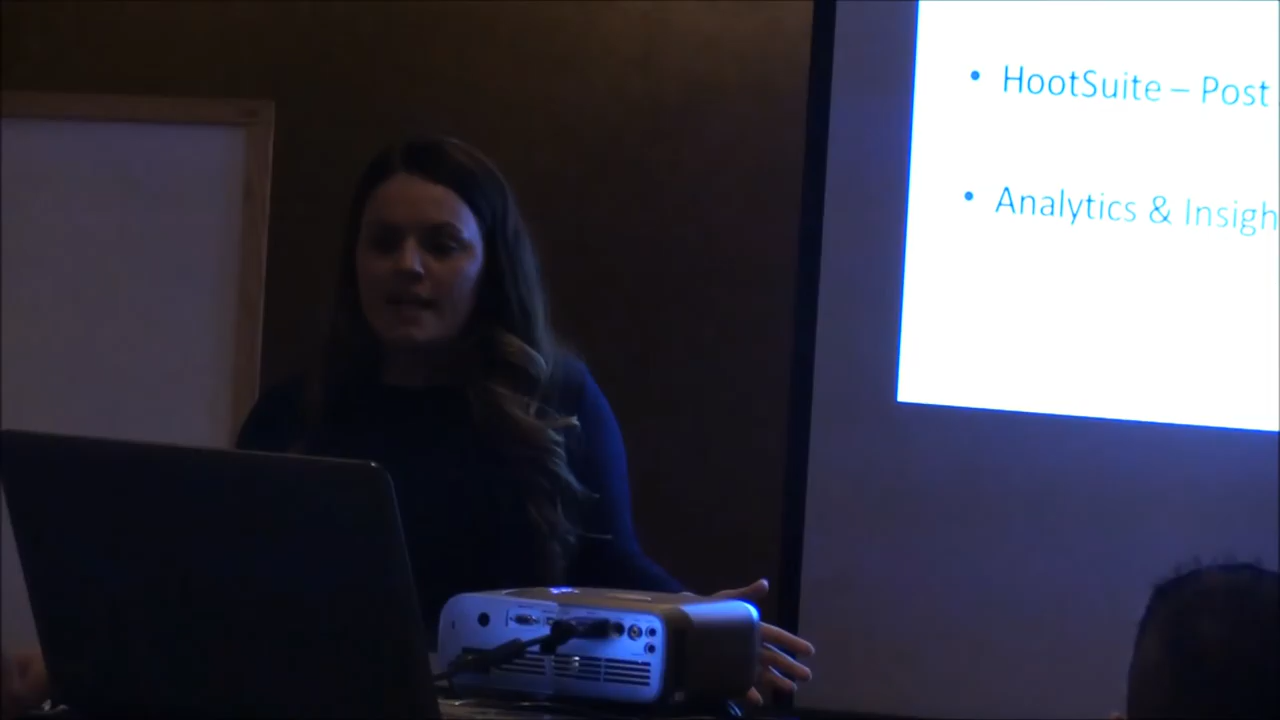 • HootSuite – Post
• Analytics & Insigh